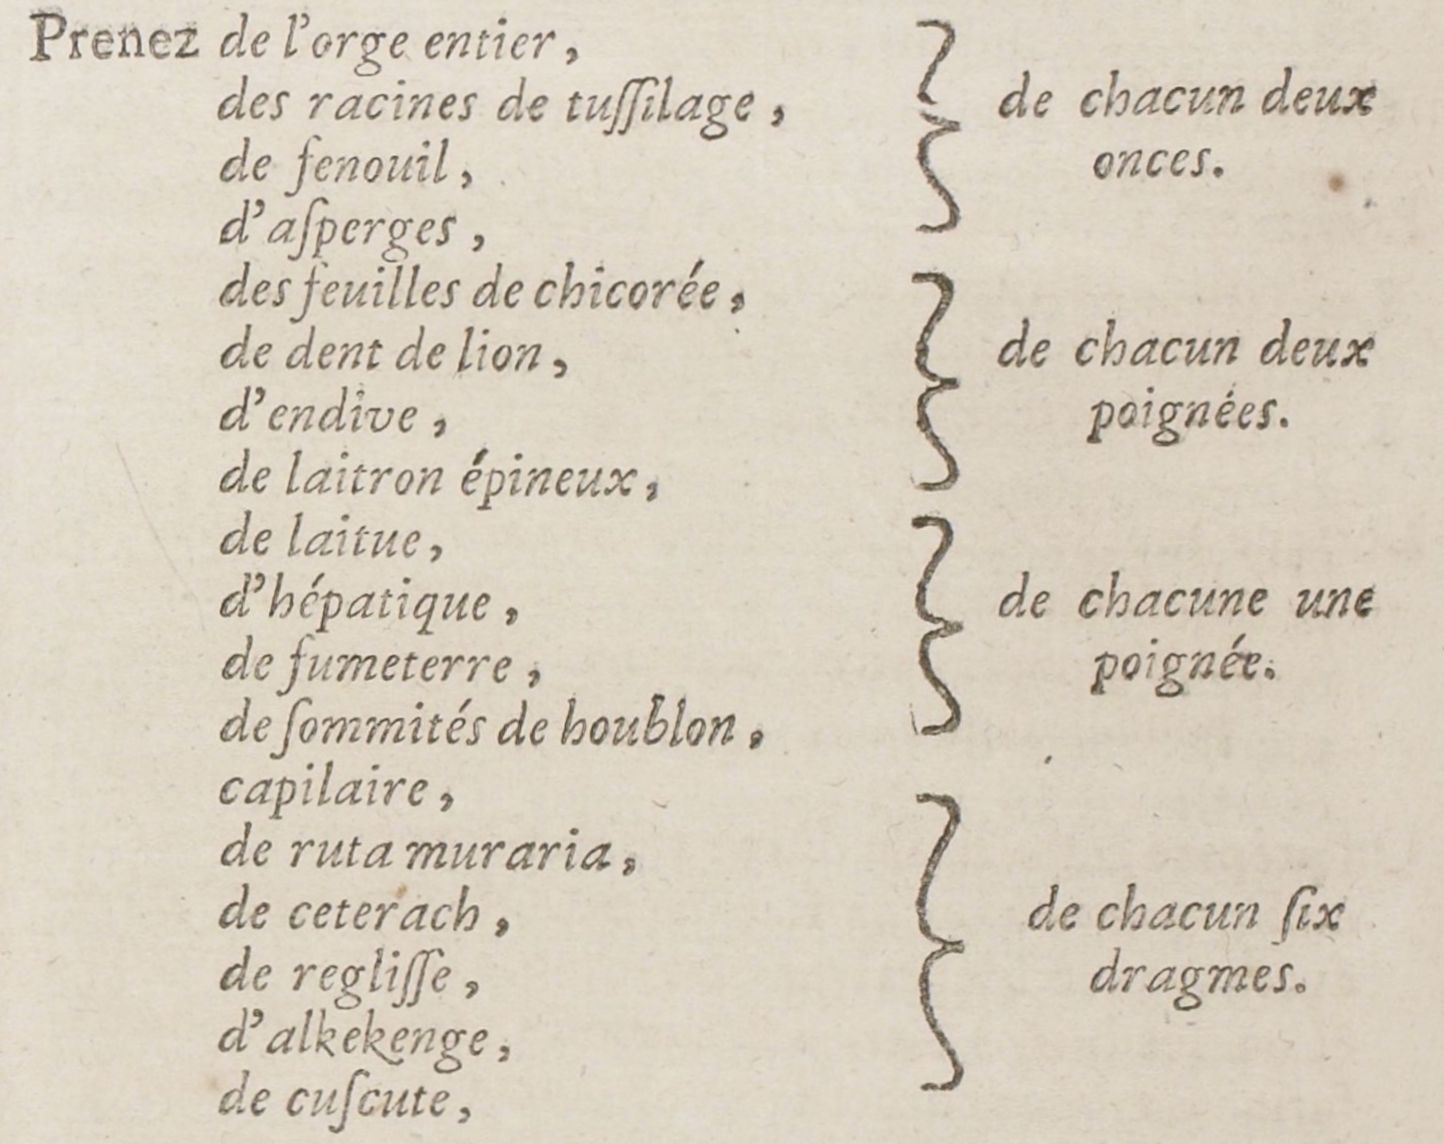 Prenez de l'orge entier,
des racines de tuſſilage,
de fenouil,
d'aſperges,
de chacun deux
onces.
des feuilles de chicorée,
de dent de lion,
d'endive,
de laitron épineux,
de chacun deux
poignées.
de laitue,
d'hépatique,
de fumeterre,
de ſommités de houblon,
de chacune une
poignée.
capilaire,
de ruta muraria,
de ceterach,
de regliſſe,
d'alkekenge,
de cuſcute,
de chacun ſix
dragmes.